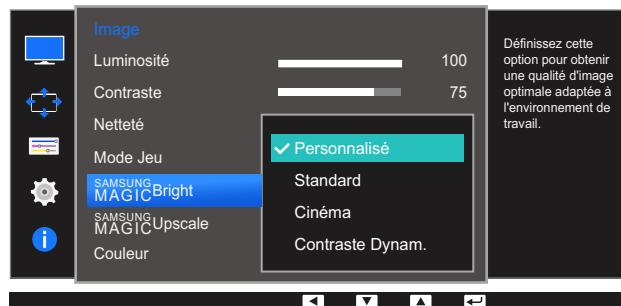 Image
Luminosité 100
Contraste 75
Netteté
Mode Jeu
SAMSUNG
MAGICBright
SAMSUNG
MAGICUpscale
Couleur
Personnalisé
Standard
Cinéma
Contraste Dynam.
Définissez cette
option pour obtenir
une qualité d'image
optimale adaptée à
l'environnement de
travail.